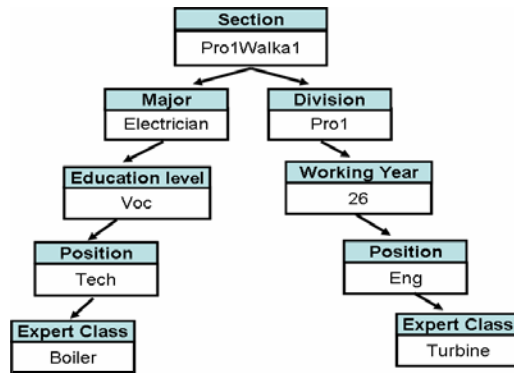 Section
Pro1Walka1
Major
Electrician
Division
Pro1
Education level
Voc
Working Year
26
Position
Tech
Position
Eng
Expert Class
Boiler
Expert Class
Turbine